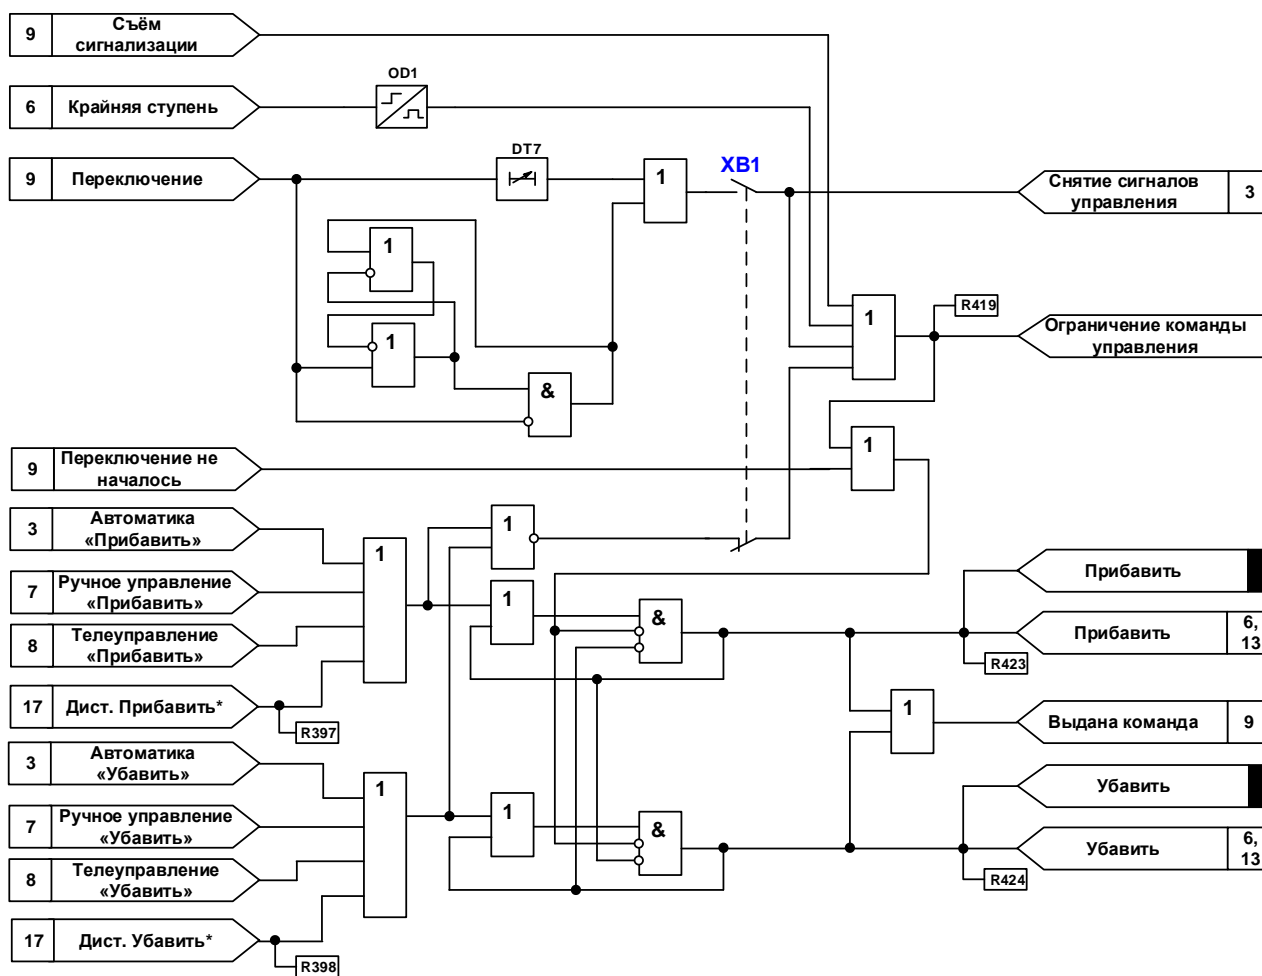 9
Съём
сигнализации
OD1
6
Крайняя ступень
DT7
9
Переключение
1
XB1
Снятие сигналов
управления
3
1
1
&
1
R419
Ограничение команды
управления
9
Переключение не
началось
1
3
Автоматика
«Прибавить»
1
1
7
Ручное управление
«Прибавить»
1
&
Прибавить
8
Телеуправление
«Прибавить»
Прибавить
6,
13
R423
17
Дист. Прибавить*
R397
1
Выдана команда
9
3
Автоматика
«Убавить»
1
Убавить
7
Ручное управление
«Убавить»
1
&
Убавить
6,
13
8
Телеуправление
«Убавить»
R424
17
Дист. Убавить*
R398